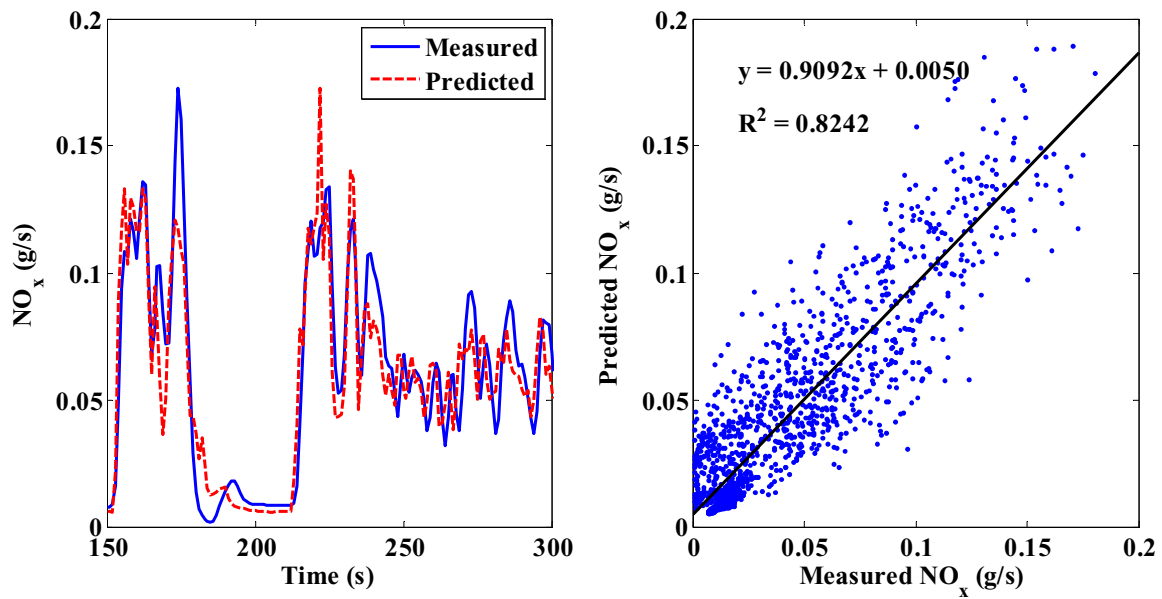 Measured
Predicted
0.2
0.15
0.1
0.05
0
NOx (g/s)
150
200
250
300
Time (s)
y = 0.9092x + 0.0050
R² = 0.8242
0.2
0.15
0.1
0.05
0
Predicted NOx (g/s)
0
0.05
0.1
0.15
0.2
Measured NOx (g/s)